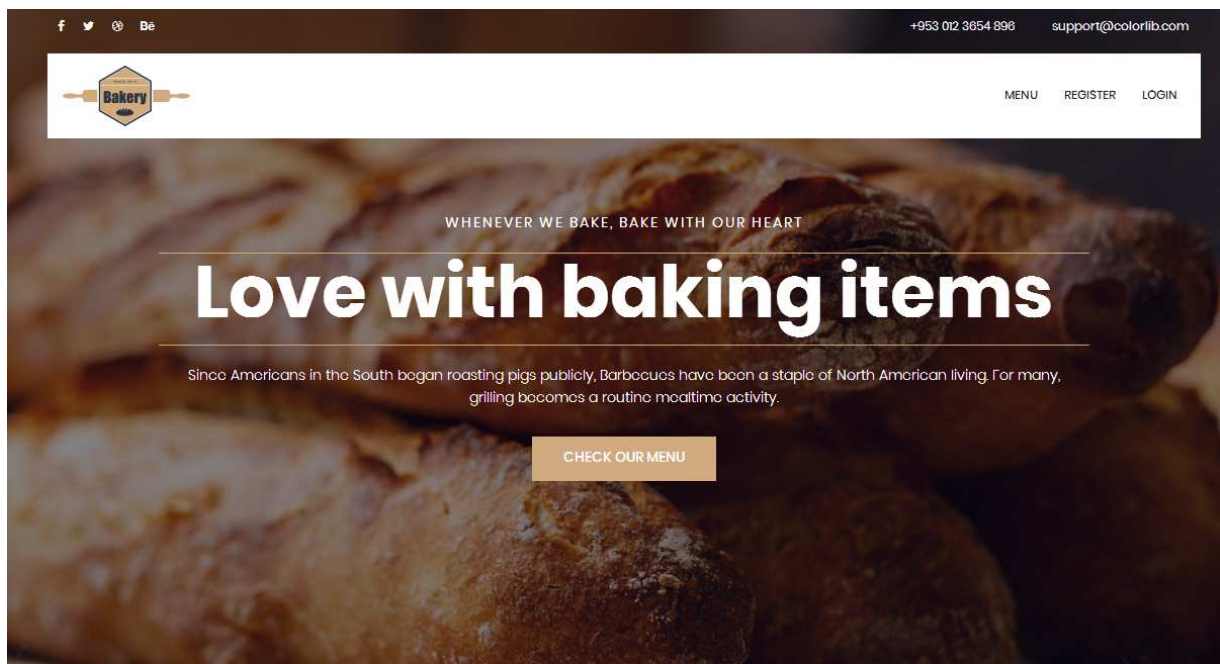 f Bē
+953 012 3654 896 support@colorlib.com
Bakery
MENU REGISTER LOGIN
WHENEVER WE BAKE, BAKE WITH OUR HEART
Love with baking items
Since Americans in the South began roasting pigs publicly, Barbecues have been a staple of North American living. For many,
grilling becomes a routine mealtime activity.
CHECK OUR MENU